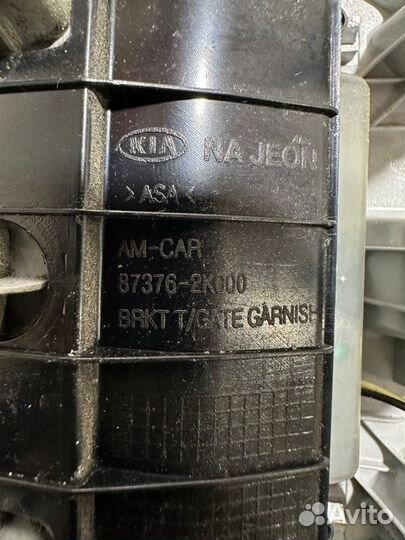 KIA NA JEON
>ASA<
AM-CAR
87376-2K000
BRKT T/GATE GARNISH
Avito